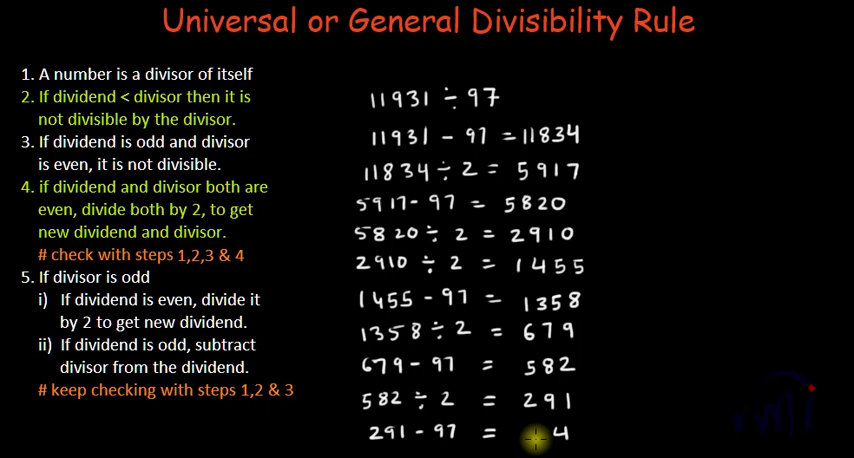 Universal or General Divisibility Rule
1. A number is a divisor of itself
2. If dividend < divisor then it is
not divisible by the divisor.
3. If dividend is odd and divisor
is even, it is not divisible.
4. if dividend and divisor both are
even, divide both by 2, to get
new dividend and divisor.
# check with steps 1,2,3 & 4
5. If divisor is odd
i) If dividend is even, divide it
by 2 to get new dividend.
ii) If dividend is odd, subtract
divisor from the dividend.
# keep checking with steps 1,2 & 3
11931 ÷ 97
11931 - 97 = 11834
11834 ÷ 2 = 5917
5917 - 97 = 5820
5820 ÷ 2 = 2910
2910 ÷ 2 = 1455
1455 - 97 = 1358
1358 ÷ 2 = 679
679 - 97 = 582
582 ÷ 2 = 291
291 - 97 = 4